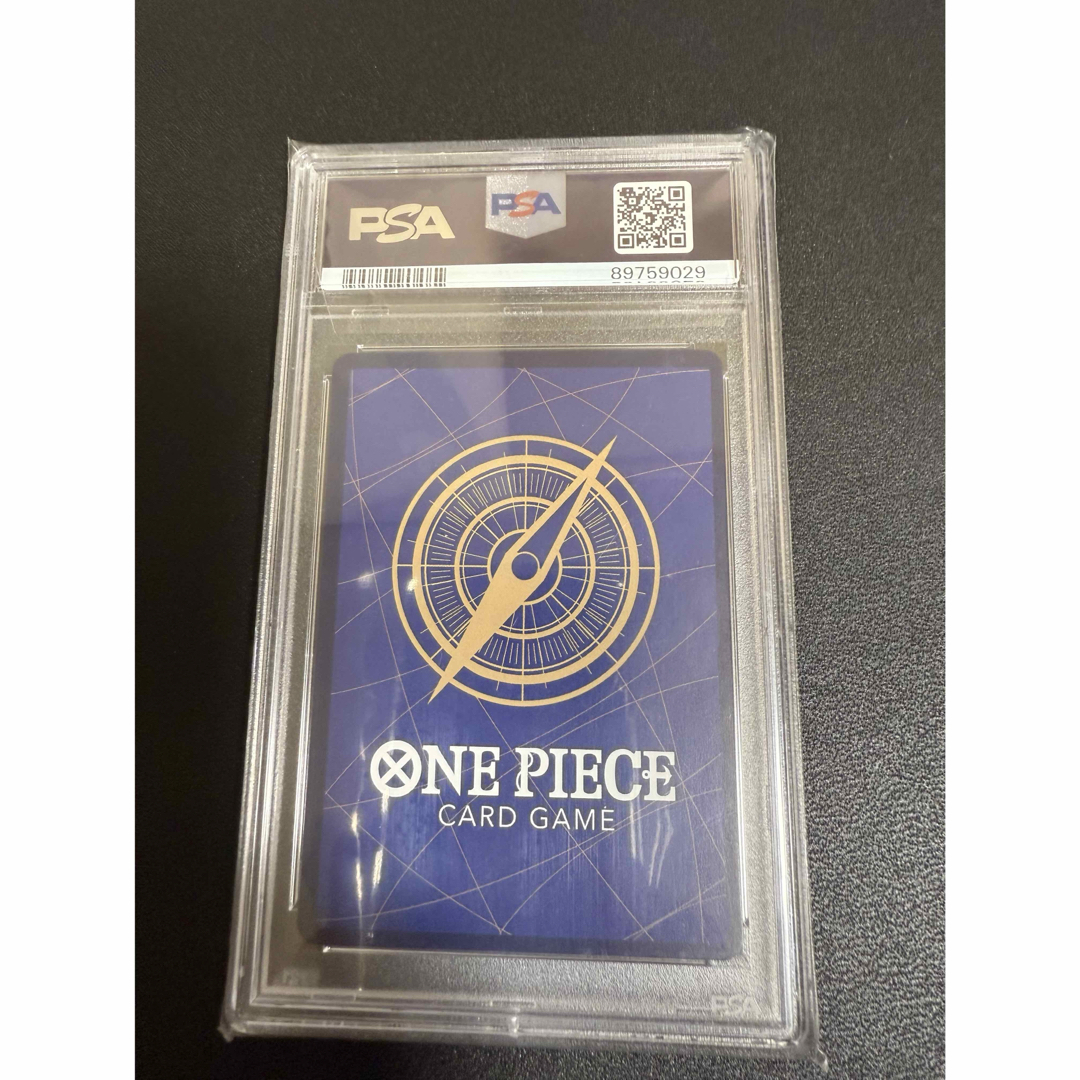 PSA
PSA
89759029
ONE PIECE
CARD GAME
PSA